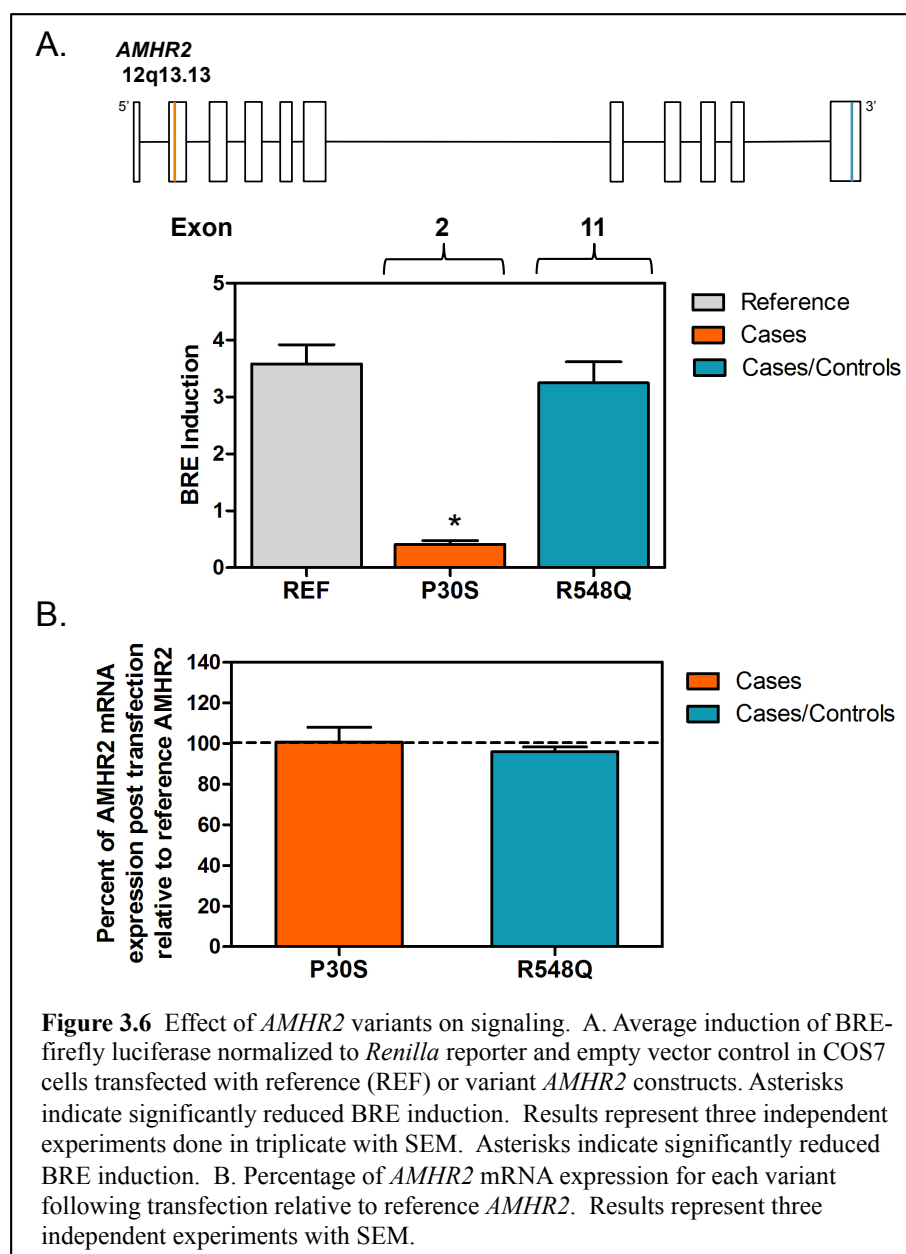 A.
AMHR2
12q13.13
5’
3’
Exon
2
11
5
4
3
2
1
0
BRE Induction
*
REF
P30S
R548Q
Reference
Cases
Cases/Controls
B.
Percent of AMHR2 mRNA
expression post transfection
relative to reference AMHR2
140
120
100
80
60
40
20
0
P30S
R548Q
Cases
Cases/Controls
Figure 3.6 Effect of AMHR2 variants on signaling. A. Average induction of BRE-
firefly luciferase normalized to Renilla reporter and empty vector control in COS7
cells transfected with reference (REF) or variant AMHR2 constructs. Asterisks
indicate significantly reduced BRE induction. Results represent three independent
experiments done in triplicate with SEM. Asterisks indicate significantly reduced
BRE induction. B. Percentage of AMHR2 mRNA expression for each variant
following transfection relative to reference AMHR2. Results represent three
independent experiments with SEM.